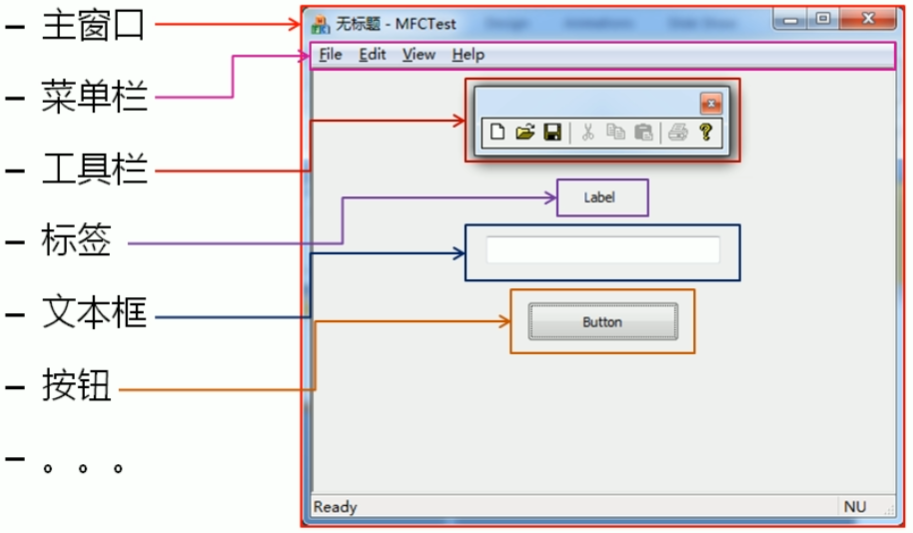 – 主窗口
– 菜单栏
– 工具栏
– 标签
– 文本框
– 按钮
– 。。。
无标题 - MFCTest
File Edit View Help
Label
Button
Ready NU